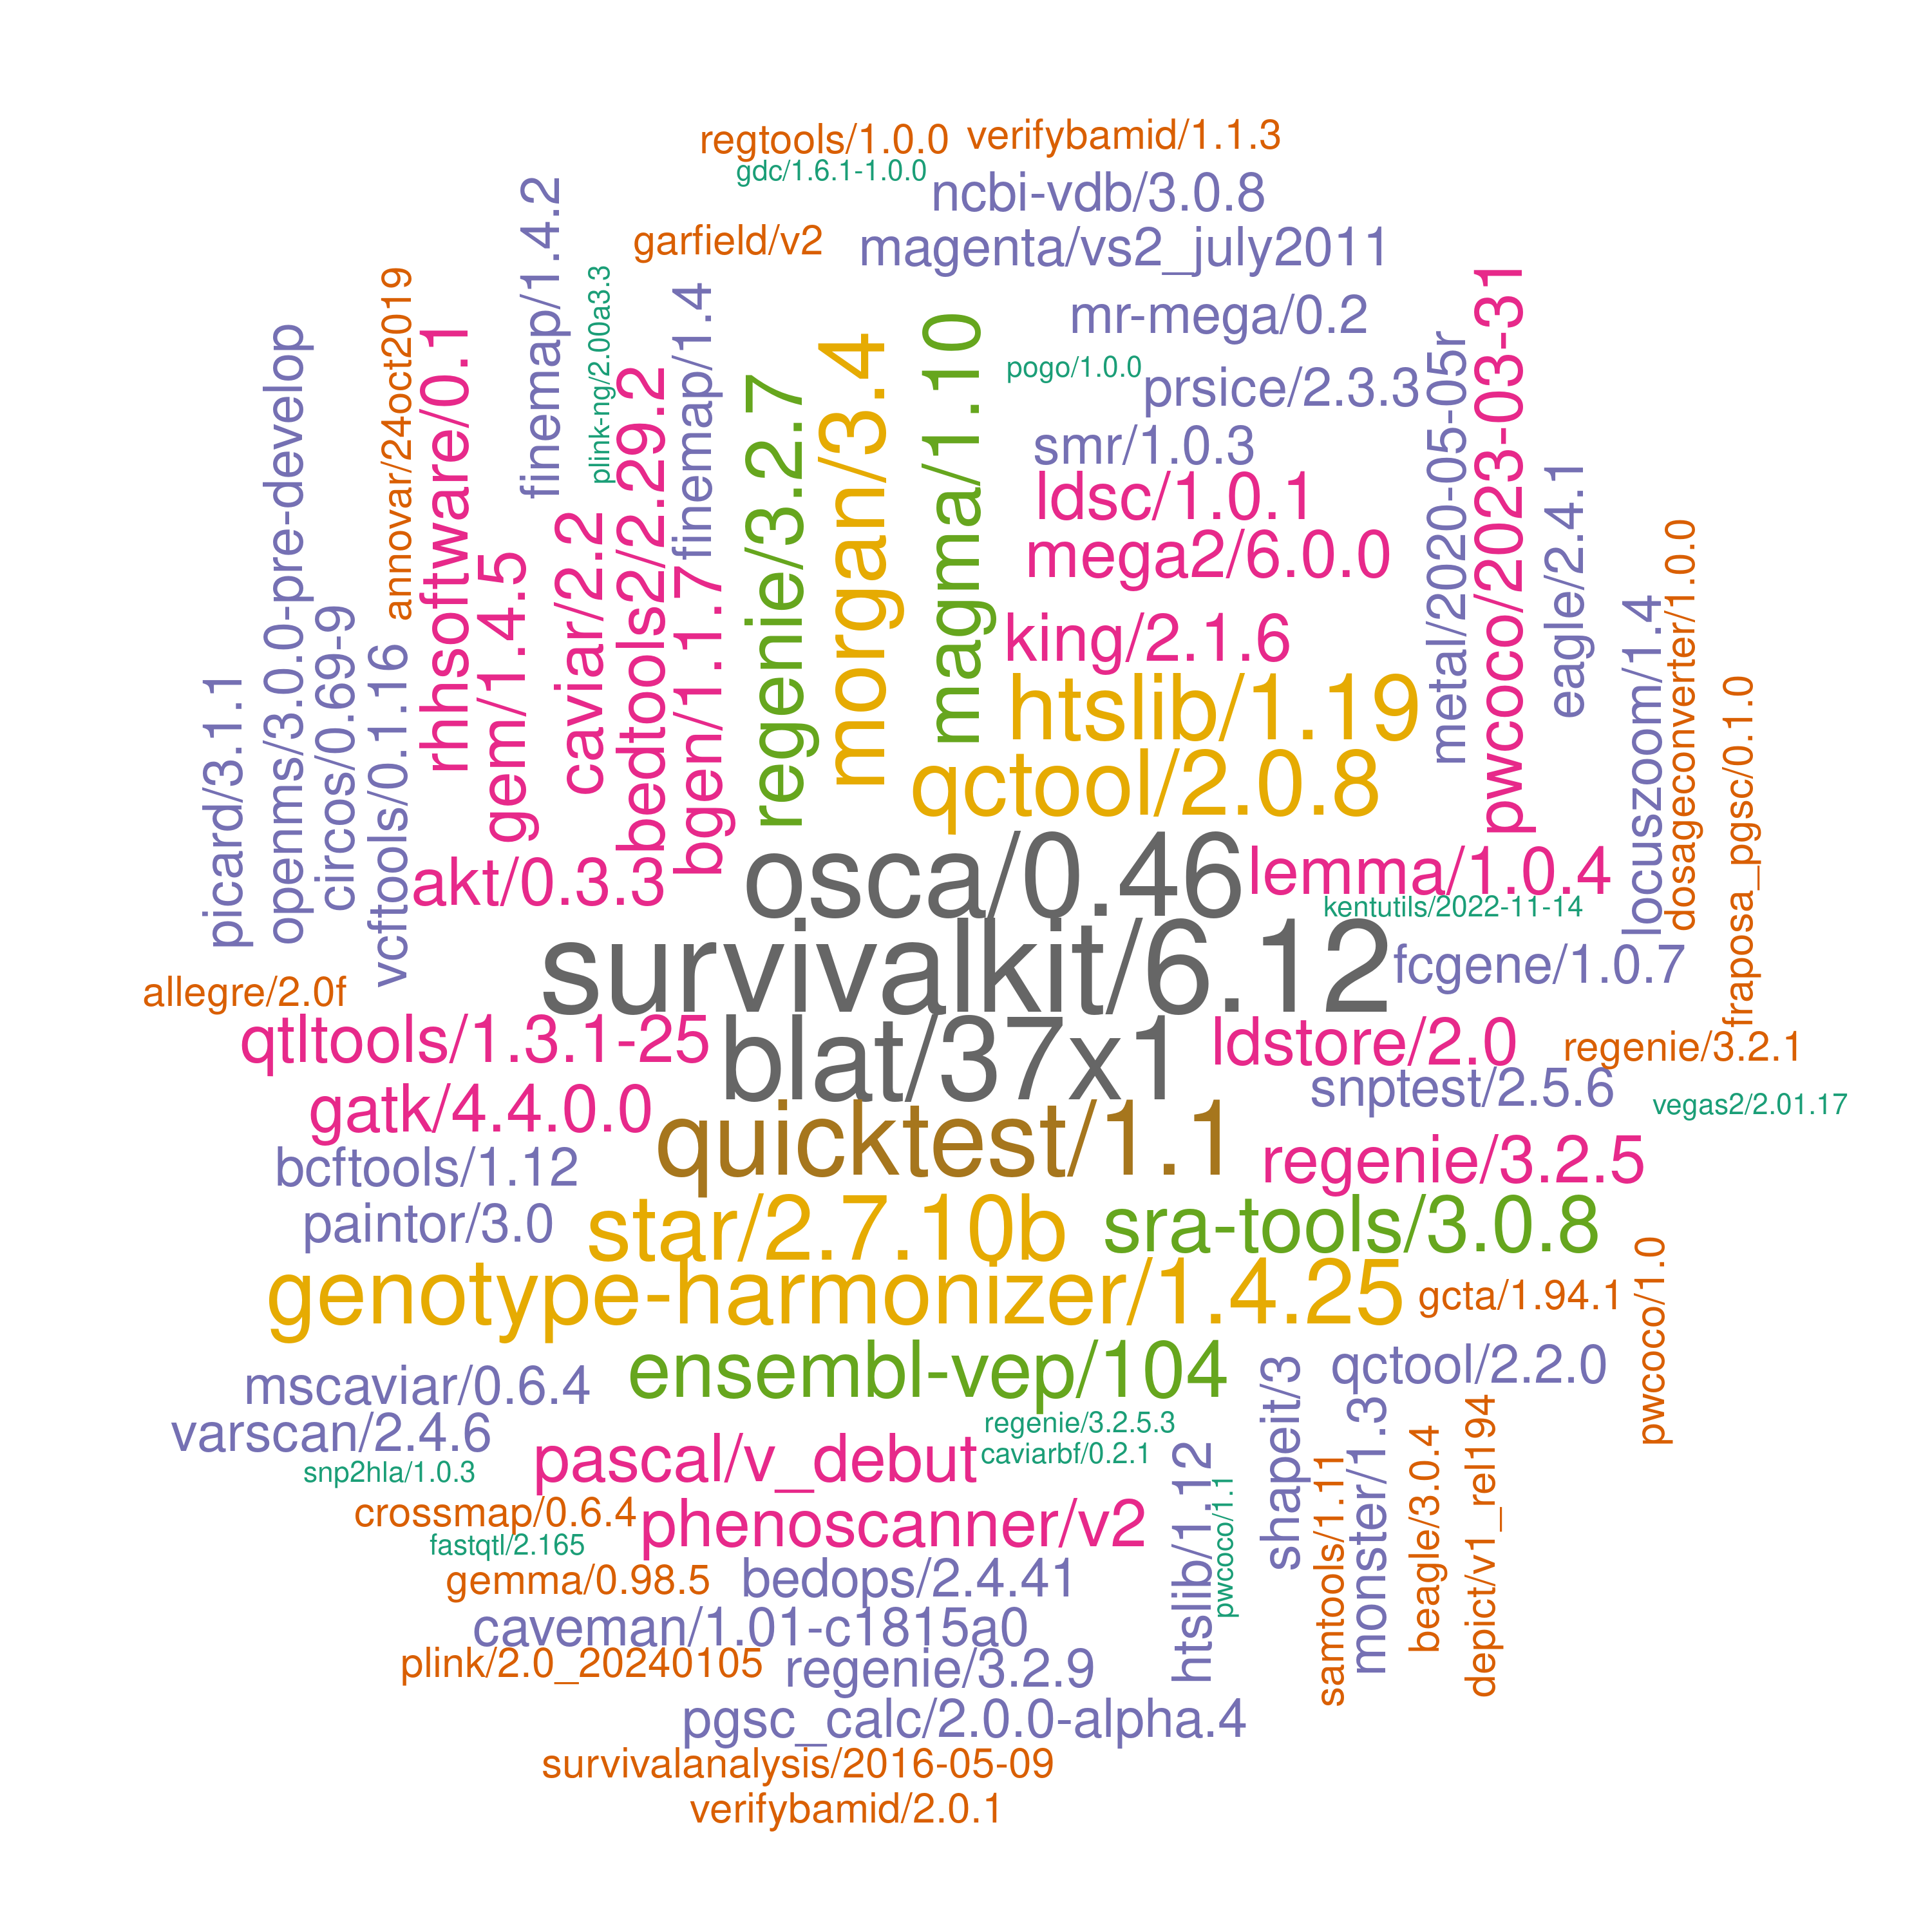 regtools/1.0.0
verifybamid/1.1.3
gdc/1.6.1-1.0.0
ncbi-vdb/3.0.8
finemap/1.4.2
garfield/v2
magenta/vs2_july2011
annovar/24oct2019
plink-ng/2.00a3.3
finemap/1.4
mr-mega/0.2
pwcoco/2023-03-31
openms/3.0.0-pre-develop
rhhsoftware/0.1
morgan/3.4
magma/1.10
metal/2020-05-05r
pogo/1.0.0
prsice/2.3.3
bedtools2/2.29.2
regenie/3.2.7
smr/1.0.3
ldsc/1.0.1
eagle/2.4.1
caviar/2.2
gem/1.4.5
mega2/6.0.0
dosageconverter/1.0.0
bgen/1.1.7
locuszoom/1.4
circos/0.69-9
king/2.1.6
vcftools/0.1.16
picard/3.1.1
htslib/1.19
fraposa_pgsc/0.1.0
qctool/2.0.8
akt/0.3.3
osca/0.46
lemma/1.0.4
kentutils/2022-11-14
survivalkit/6.12
fcgene/1.0.7
allegre/2.0f
qtltools/1.3.1-25
blat/37x1
ldstore/2.0
regenie/3.2.1
snptest/2.5.6
vegas2/2.01.17
gatk/4.4.0.0
quicktest/1.1
bcftools/1.12
regenie/3.2.5
paintor/3.0
star/2.7.10b
sra-tools/3.0.8
genotype-harmonizer/1.4.25
gcta/1.94.1
pwcoco/1.0
ensembl-vep/104
qctool/2.2.0
mscaviar/0.6.4
shapeit/3
monster/1.3
regenie/3.2.5.3
varscan/2.4.6
pascal/v_debut
caviarbf/0.2.1
snp2hla/1.0.3
htslib/1.12
pwcoco/1.1
samtools/1.11
beagle/3.0.4
depict/v1_rel194
crossmap/0.6.4
phenoscanner/v2
fastqtl/2.165
gemma/0.98.5
bedops/2.4.41
caveman/1.01-c1815a0
plink/2.0_20240105
regenie/3.2.9
pgsc_calc/2.0.0-alpha.4
survivalanalysis/2016-05-09
verifybamid/2.0.1